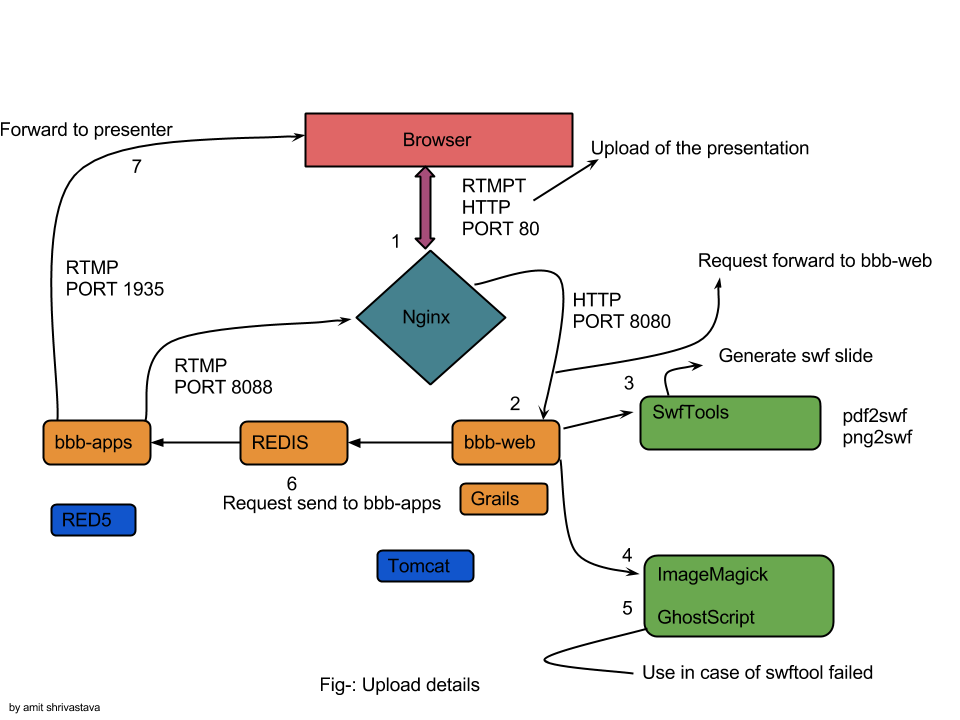 Forward to presenter
Browser
7
Upload of the presentation
RTMPT
HTTP
PORT 80
1
Request forward to bbb-web
RTMP
PORT 1935
Nginx
HTTP
PORT 8080
RTMP
PORT 8088
Generate swf slide
3
2
SwfTools
pdf2swf
png2swf
bbb-apps
REDIS
bbb-web
6
Request send to bbb-apps
Grails
RED5
Tomcat
4
ImageMagick
5
GhostScript
Use in case of swftool failed
Fig-: Upload details
by amit shrivastava